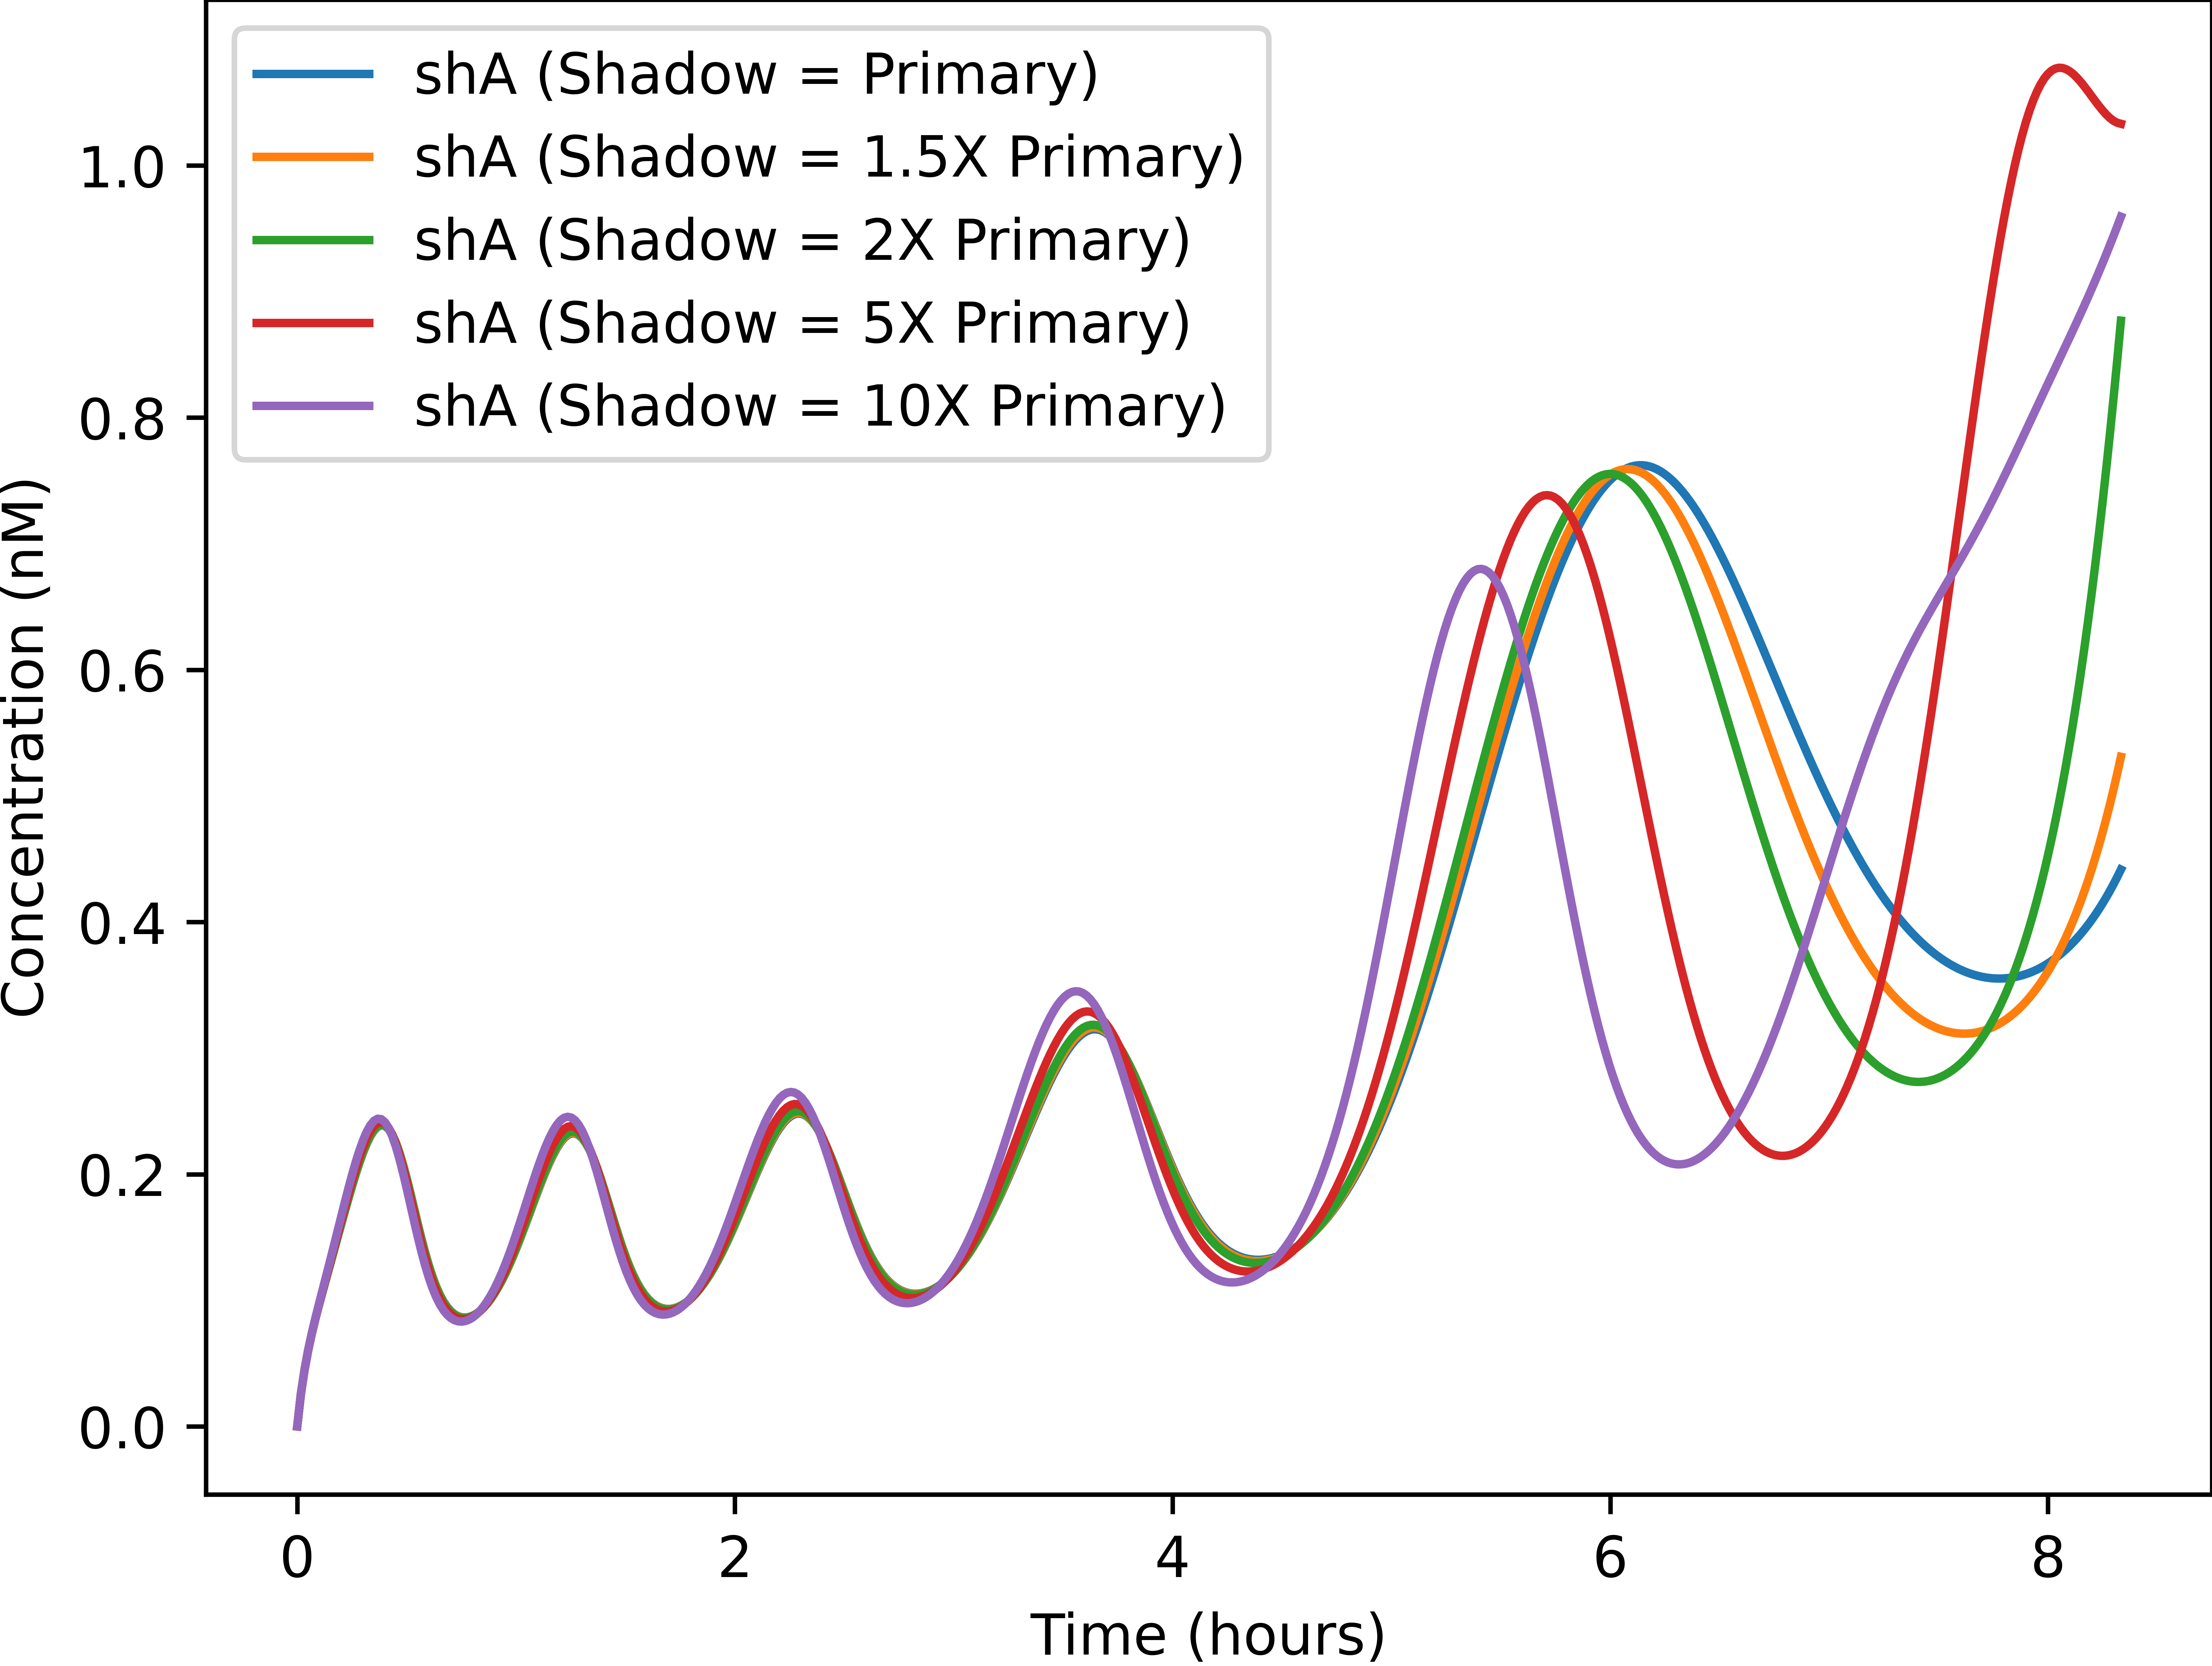 shA (Shadow = Primary)
shA (Shadow = 1.5X Primary)
shA (Shadow = 2X Primary)
shA (Shadow = 5X Primary)
shA (Shadow = 10X Primary)
Concentration (nM)
1.0
0.8
0.6
0.4
0.2
0.0
0 2 4 6 8
Time (hours)